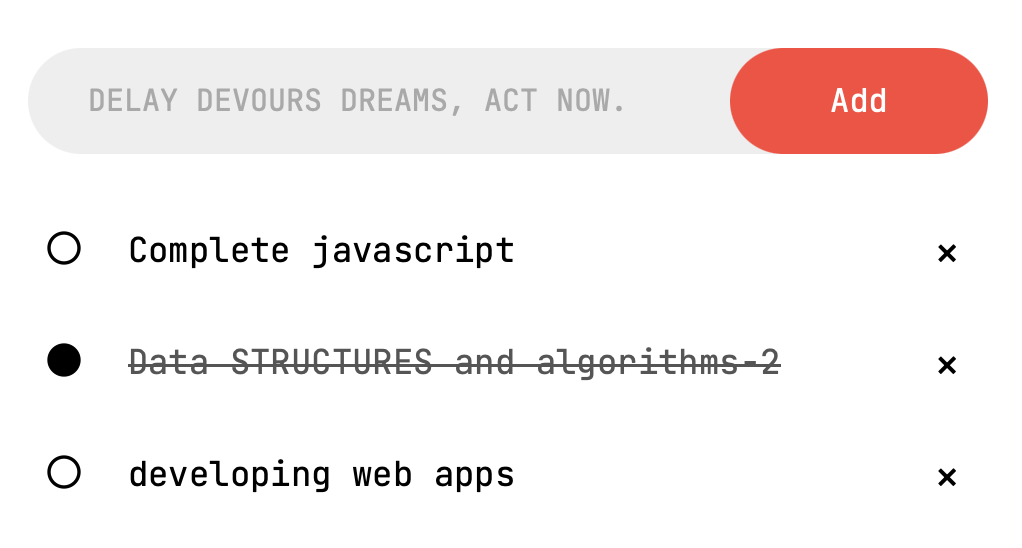 DELAY DEVOURS DREAMS, ACT NOW. Add
Complete javascript ×
Data STRUCTURES and algorithms-2 ×
developing web apps ×